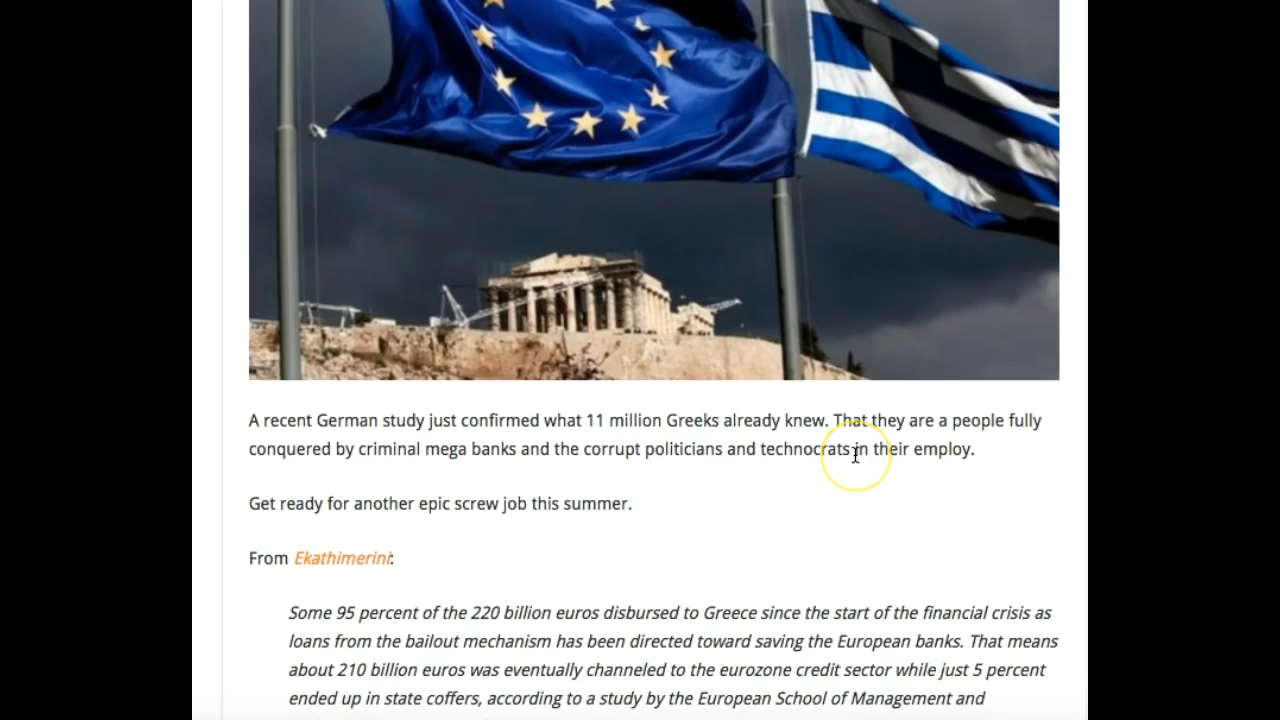 A recent German study just confirmed what 11 million Greeks already knew. That they are a people fully
conquered by criminal mega banks and the corrupt politicians and technocrats in their employ.
Get ready for another epic screw job this summer.
From Ekathimerini:
Some 95 percent of the 220 billion euros disbursed to Greece since the start of the financial crisis as
loans from the bailout mechanism has been directed toward saving the European banks. That means
about 210 billion euros was eventually channeled to the eurozone credit sector while just 5 percent
ended up in state coffers, according to a study by the European School of Management and